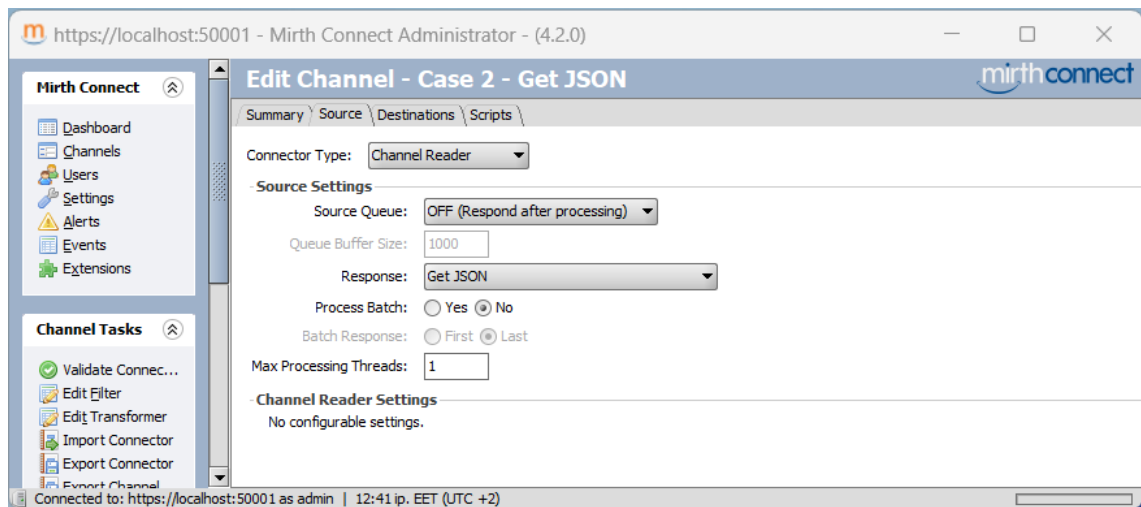 https://localhost:50001 - Mirth Connect Administrator - (4.2.0)
Mirth Connect
Dashboard
Channels
Users
Settings
Alerts
Events
Extensions
Channel Tasks
Validate Connec...
Edit Filter
Edit Transformer
Import Connector
Export Connector
Export Channel
Edit Channel - Case 2 - Get JSON
mirthconnect
Summary Source Destinations Scripts
Connector Type: Channel Reader
Source Settings
Source Queue: OFF (Respond after processing)
Queue Buffer Size: 1000
Response: Get JSON
Process Batch: Yes No
Batch Response: First Last
Max Processing Threads: 1
Channel Reader Settings
No configurable settings.
Connected to: https://localhost:50001 as admin | 12:41 ip. EET (UTC +2)